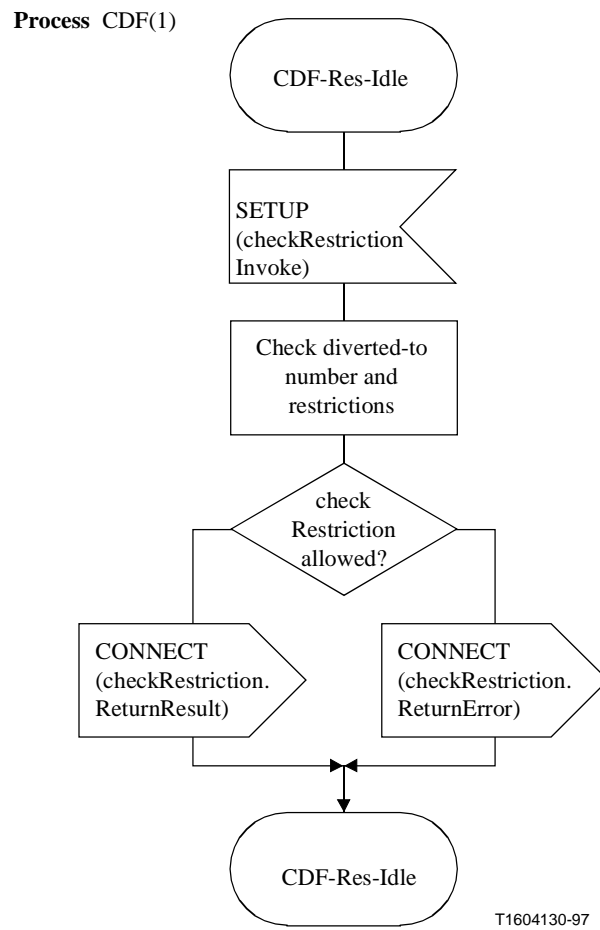 Process CDF(1)
CDF-Res-Idle
SETUP
(checkRestriction
Invoke)
Check diverted-to
number and
restrictions
check
Restriction
allowed?
CONNECT
(checkRestriction.
ReturnResult)
CONNECT
(checkRestriction.
ReturnError)
CDF-Res-Idle
T1604130-97